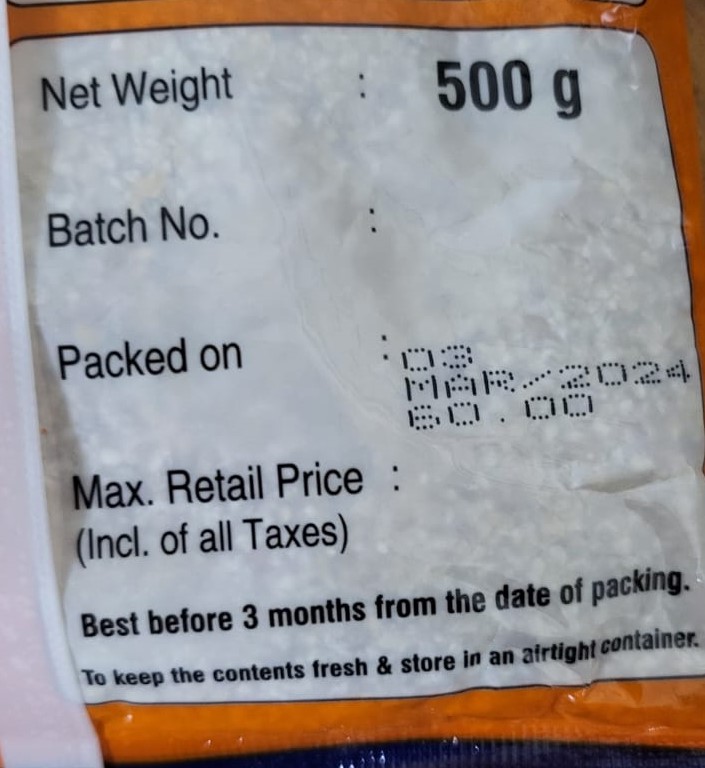 Net Weight : 500 g
Batch No. :
Packed on : 03
MAR/2024
60.00
Max. Retail Price :
(Incl. of all Taxes)
Best before 3 months from the date of packing.
To keep the contents fresh & store in an airtight container.